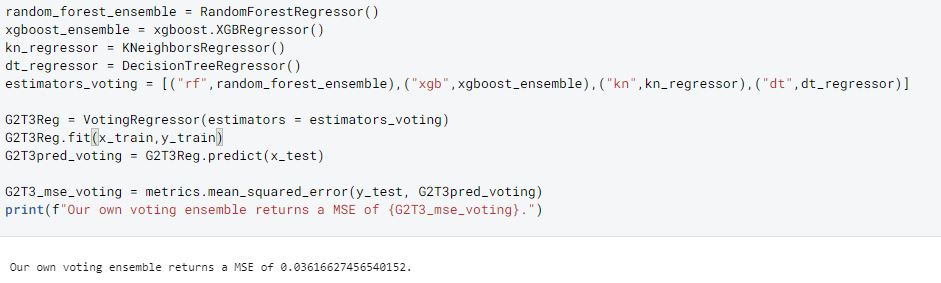 random_forest_ensemble = RandomForestRegressor()
xgboost_ensemble = xgboost.XGBRegressor()
kn_regressor = KNeighborsRegressor()
dt_regressor = DecisionTreeRegressor()
estimators_voting = [("rf",random_forest_ensemble),("xgb",xgboost_ensemble),("kn",kn_regressor),("dt",dt_regressor)]
G2T3Reg = VotingRegressor(estimators = estimators_voting)
G2T3Reg.fit(x_train,y_train)
G2T3pred_voting = G2T3Reg.predict(x_test)
G2T3_mse_voting = metrics.mean_squared_error(y_test, G2T3pred_voting)
print(f"Our own voting ensemble returns a MSE of {G2T3_mse_voting}.")
Our own voting ensemble returns a MSE of 0.03616627456540152.